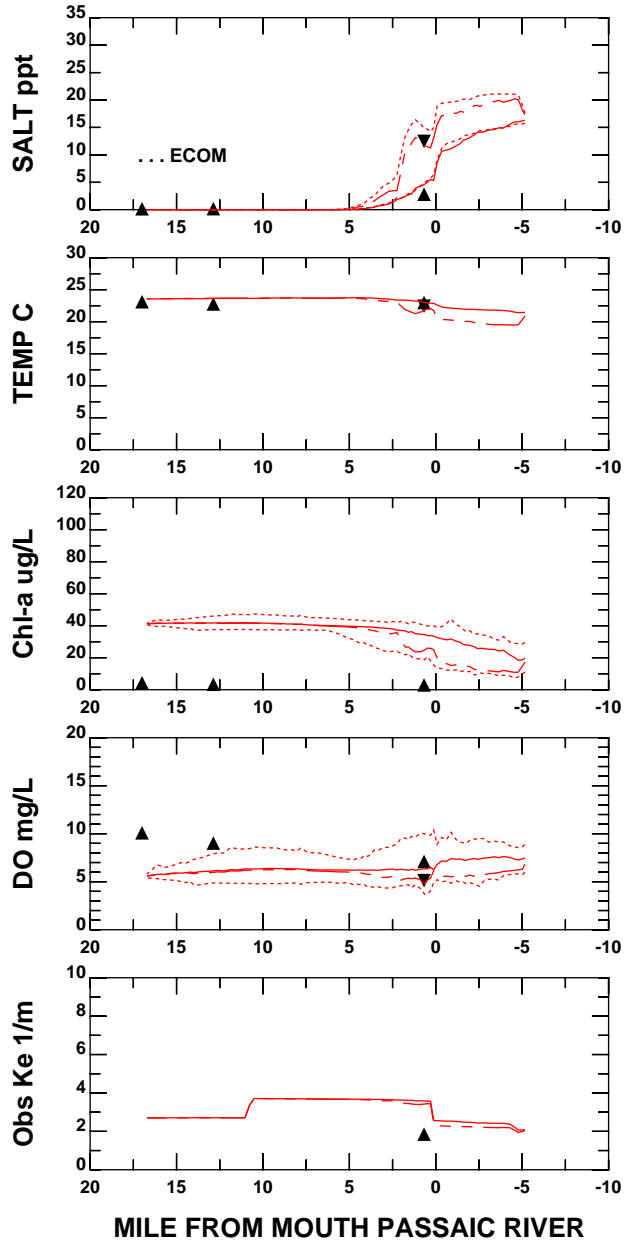 SALT ppt
35
30
25
20
15
10
5
0
. . . ECOM
20 15 10 5 0 -5 -10
TEMP C
30
25
20
15
10
5
0
20 15 10 5 0 -5 -10
Chl-a ug/L
120
100
80
60
40
20
0
20 15 10 5 0 -5 -10
DO mg/L
20
15
10
5
0
20 15 10 5 0 -5 -10
Obs Ke 1/m
10
8
6
4
2
0
20 15 10 5 0 -5 -10
MILE FROM MOUTH PASSAIC RIVER